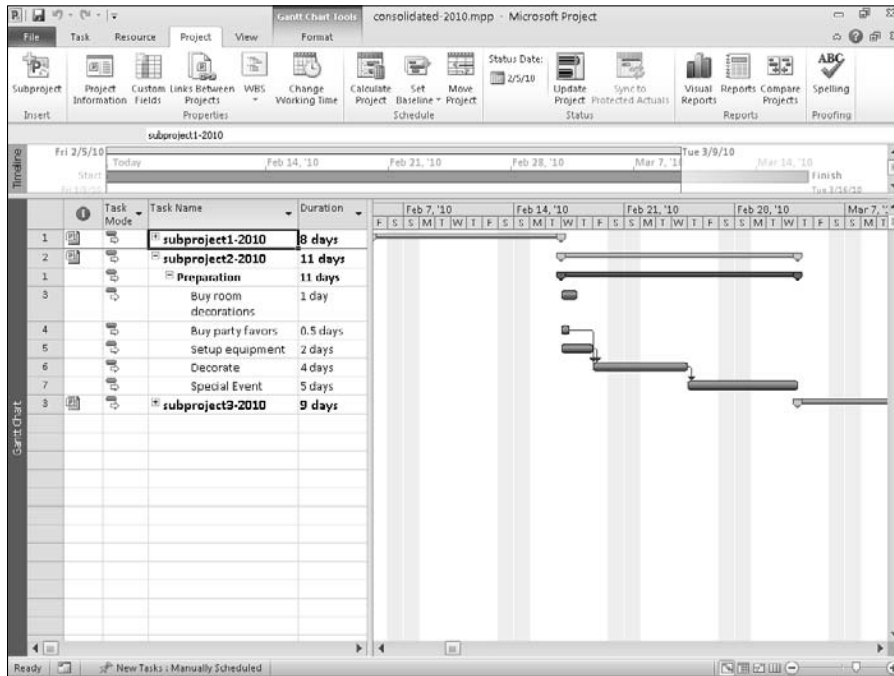 Gantt Chart Tools
consolidated-2010.mpp - Microsoft Project
File Task Resource Project View Format
Subproject
Project Information
Custom Fields
Links Between Projects
WBS
Change Working Time
Calculate Project
Set Baseline
Move Project
Status Date:
2/5/10
Update Project
Sync to Protected Actuals
Visual Reports
Reports
Compare Projects
ABC
Spelling
Insert Properties Schedule Status Reports Proofing
subproject1-2010
Timeline
Fri 2/5/10
Tue 3/9/10
Today Feb 14, '10 Feb 21, '10 Feb 28, '10 Mar 7, '1 Mar 14, '10
Start
Finish
Tue 3/16/10
Task Mode Task Name Duration
Feb 7, '10 Feb 14, '10 Feb 21, '10 Feb 28, '10 Mar 7, '
F S S M T W T F S S M T W T F S S M T W T F S S M T W T F S S M T
1 subproject1-2010 8 days
2 subproject2-2010 11 days
1 Preparation 11 days
3 Buy room decorations 1 day
4 Buy party favors 0.5 days
5 Setup equipment 2 days
6 Decorate 4 days
7 Special Event 5 days
3 subproject3-2010 9 days
Gantt Chart
Ready New Tasks : Manually Scheduled